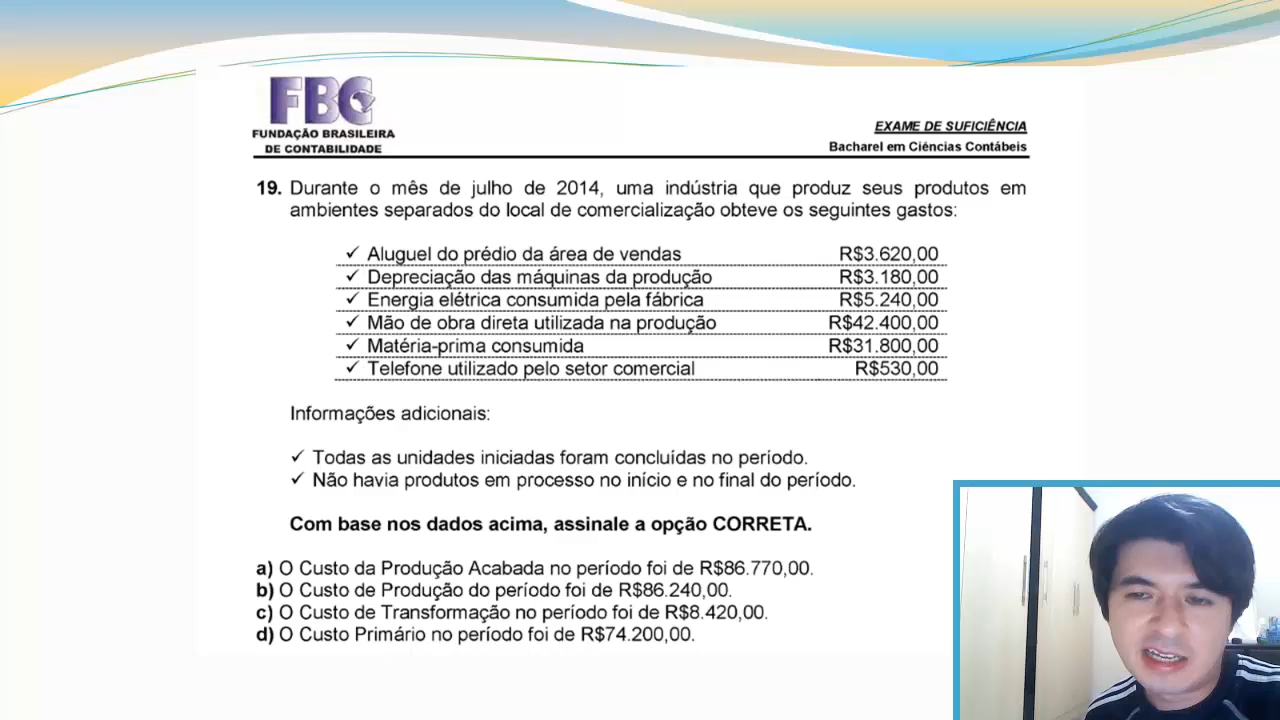 FBC
FUNDAÇÃO BRASILEIRA
DE CONTABILIDADE
EXAME DE SUFICIÊNCIA
Bacharel em Ciências Contábeis
19. Durante o mês de julho de 2014, uma indústria que produz seus produtos em
ambientes separados do local de comercialização obteve os seguintes gastos:
✓ Aluguel do prédio da área de vendas R$3.620,00
✓ Depreciação das máquinas da produção R$3.180,00
✓ Energia elétrica consumida pela fábrica R$5.240,00
✓ Mão de obra direta utilizada na produção R$42.400,00
✓ Matéria-prima consumida R$31.800,00
✓ Telefone utilizado pelo setor comercial R$530,00
Informações adicionais:
✓ Todas as unidades iniciadas foram concluídas no período.
✓ Não havia produtos em processo no início e no final do período.
Com base nos dados acima, assinale a opção CORRETA.
a) O Custo da Produção Acabada no período foi de R$86.770,00.
b) O Custo de Produção do período foi de R$86.240,00.
c) O Custo de Transformação no período foi de R$8.420,00.
d) O Custo Primário no período foi de R$74.200,00.